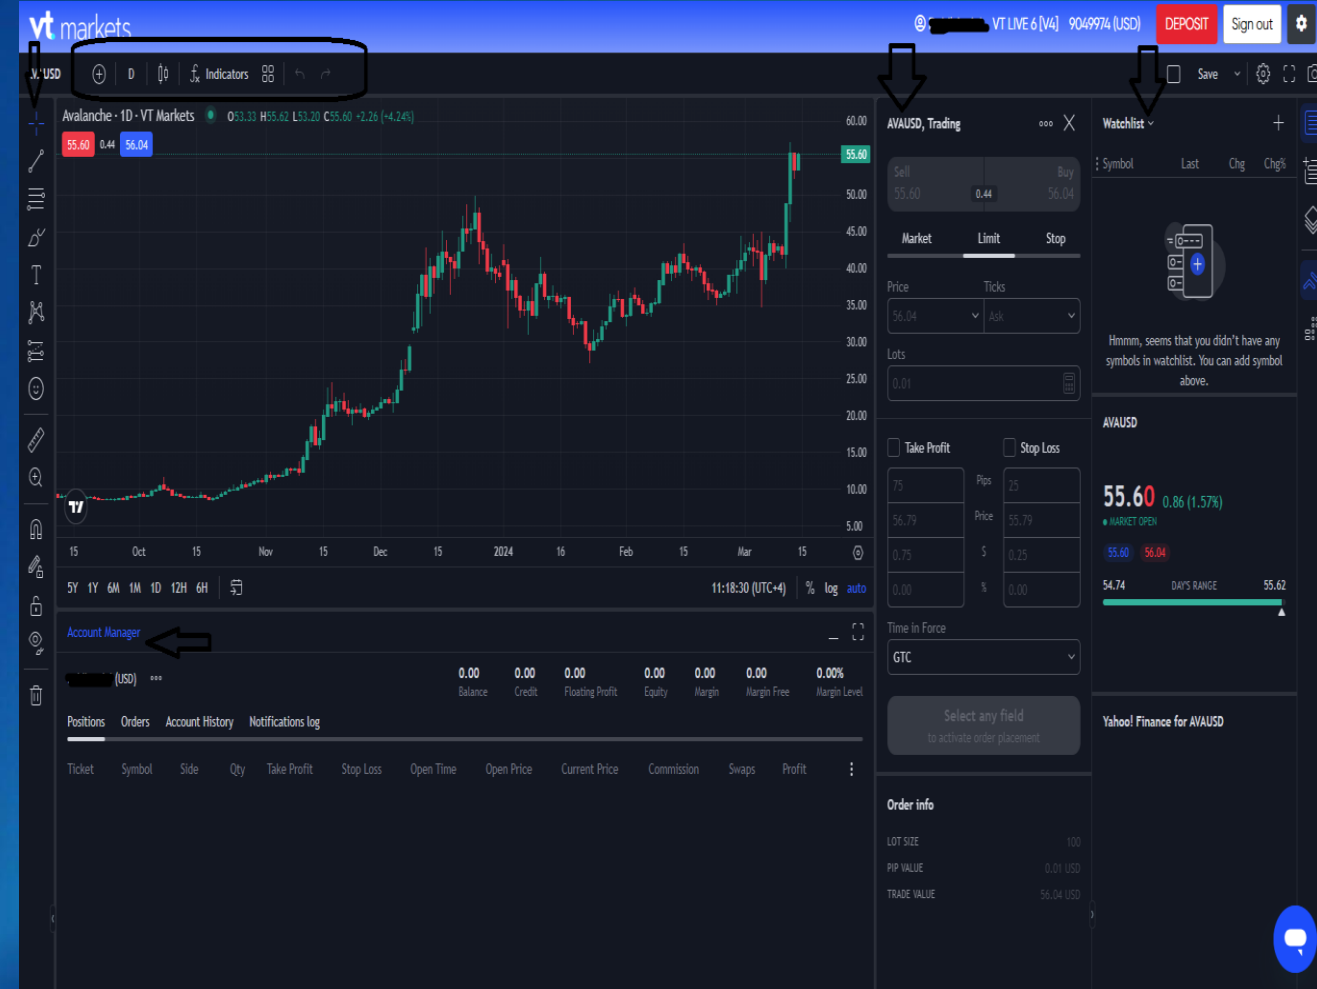 vt markets
VT LIVE 6 [V4] 9049974 (USD) DEPOSIT Sign out
USD D Indicators Save
Avalanche · 1D · VT Markets O53.33 H55.62 L53.20 C55.60 +2.26 (+4.24%)
55.60 0.44 56.04
60.00
55.60
50.00
45.00
40.00
35.00
30.00
25.00
20.00
15.00
10.00
5.00
15 Oct 15 Nov 15 Dec 15 2024 16 Feb 15 Mar 15
5Y 1Y 6M 1M 1D 12H 6H 11:18:30 (UTC+4) % log auto
Account Manager
(USD)
0.00 0.00 0.00 0.00 0.00 0.00 0.00%
Balance Credit Floating Profit Equity Margin Margin Free Margin Level
Positions Orders Account History Notifications log
Ticket Symbol Side Qty Take Profit Stop Loss Open Time Open Price Current Price Commission Swaps Profit
AVAUSD, Trading
Sell Buy
55.60 0.44 56.04
Market Limit Stop
Price Ticks
56.04 Ask
Lots
0.01
Take Profit Stop Loss
75 Pips 25
56.79 Price 55.79
0.75 $ 0.25
0.00 % 0.00
Time in Force
GTC
Select any field
to activate order placement
Order info
LOT SIZE 100
PIP VALUE 0.01 USD
TRADE VALUE 56.04 USD
Watchlist
Symbol Last Chg Chg%
Hmmm, seems that you didn't have any
symbols in watchlist. You can add symbol
above.
AVAUSD
55.60 0.86 (1.57%)
MARKET OPEN
55.60 56.04
54.74 DAY'S RANGE 55.62
Yahoo! Finance for AVAUSD